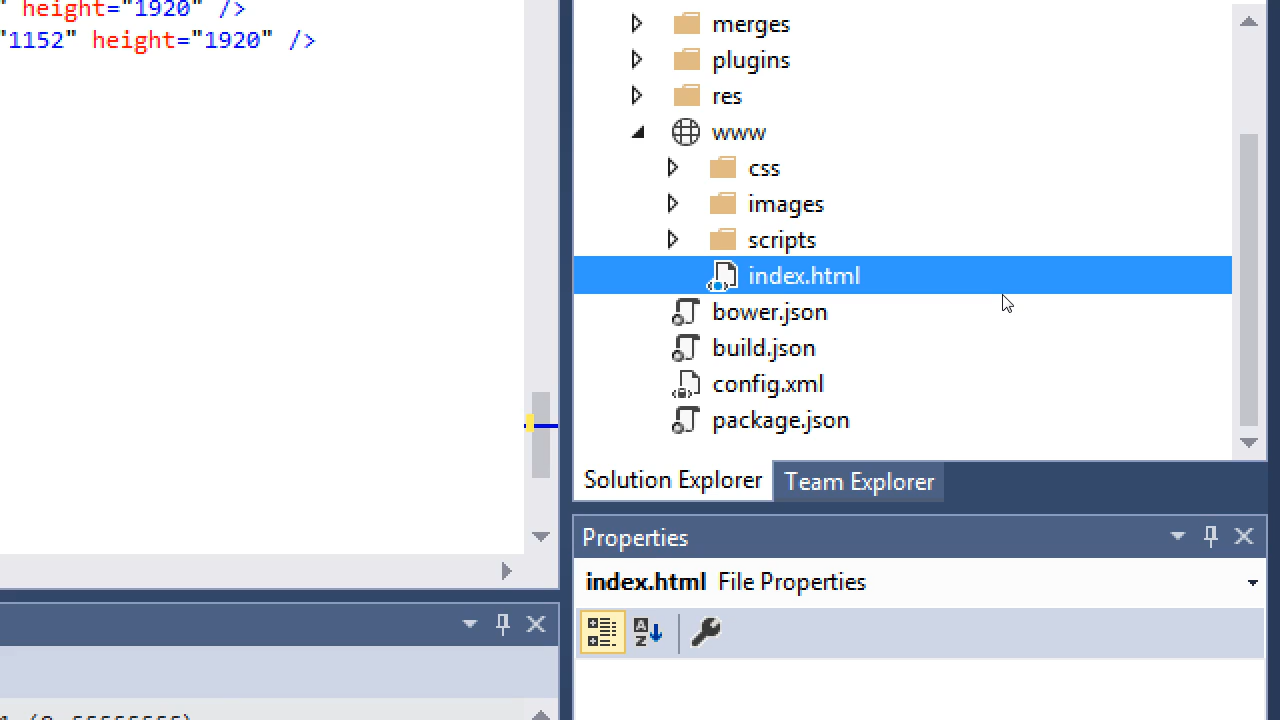 " height="1920" />
"1152" height="1920" />
merges
plugins
res
www
css
images
scripts
index.html
bower.json
build.json
config.xml
package.json
Solution Explorer Team Explorer
Properties
index.html File Properties